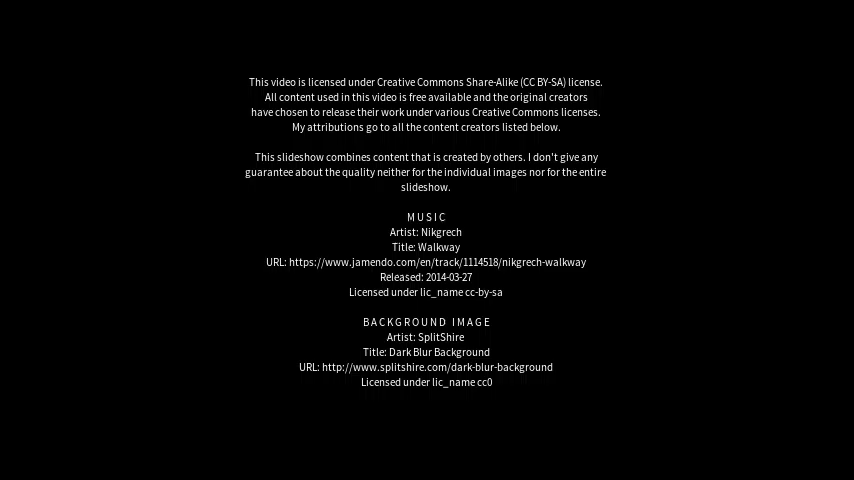 This video is licensed under Creative Commons Share-Alike (CC BY-SA) license.
All content used in this video is free available and the original creators
have chosen to release their work under various Creative Commons licenses.
My attributions go to all the content creators listed below.
This slideshow combines content that is created by others. I don't give any
guarantee about the quality neither for the individual images nor for the entire
slideshow.
MUSIC
Artist: Nikgrech
Title: Walkway
URL: https://www.jamendo.com/en/track/1114518/nikgrech-walkway
Released: 2014-03-27
Licensed under lic_name cc-by-sa
BACKGROUND IMAGE
Artist: SplitShire
Title: Dark Blur Background
URL: http://www.splitshire.com/dark-blur-background
Licensed under lic_name cc0